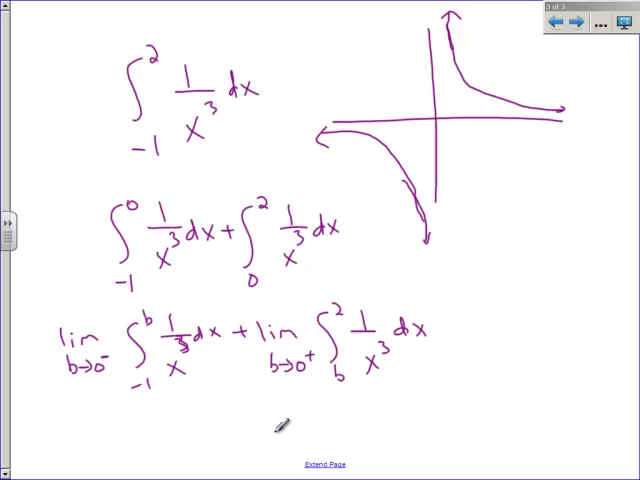 3 of 3
∫_{-1}^{2} 1/x^3 dx
∫_{-1}^{0} 1/x^3 dx + ∫_{0}^{2} 1/x^3 dx
lim_{b→0^-} ∫_{-1}^{b} 1/x^3 dx + lim_{b→0^+} ∫_{b}^{2} 1/x^3 dx
Extend Page